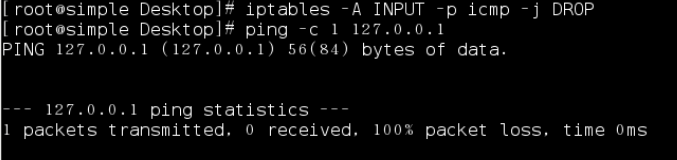 [root@simple Desktop]# iptables -A INPUT -p icmp -j DROP
[root@simple Desktop]# ping -c 1 127.0.0.1
PING 127.0.0.1 (127.0.0.1) 56(84) bytes of data.
--- 127.0.0.1 ping statistics ---
1 packets transmitted, 0 received, 100% packet loss, time 0ms